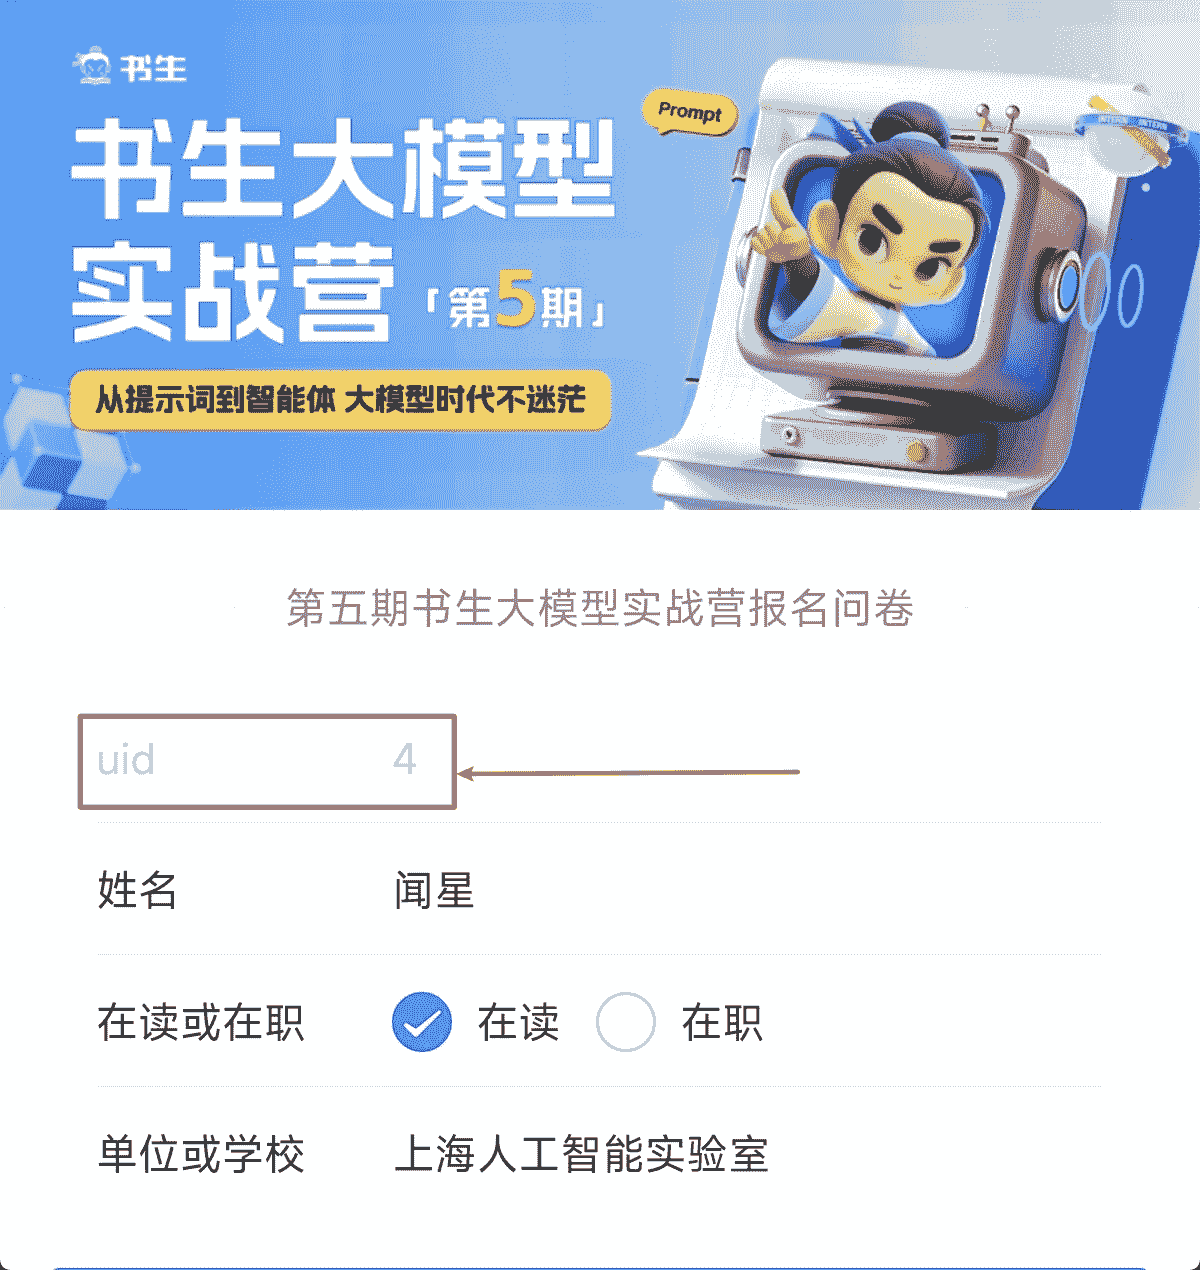 书生
Prompt
书生大模型
实战营「第5期」
从提示词到智能体 大模型时代不迷茫
第五期书生大模型实战营报名问卷
uid 4
姓名 闻星
在读或在职 在读 在职
单位或学校 上海人工智能实验室